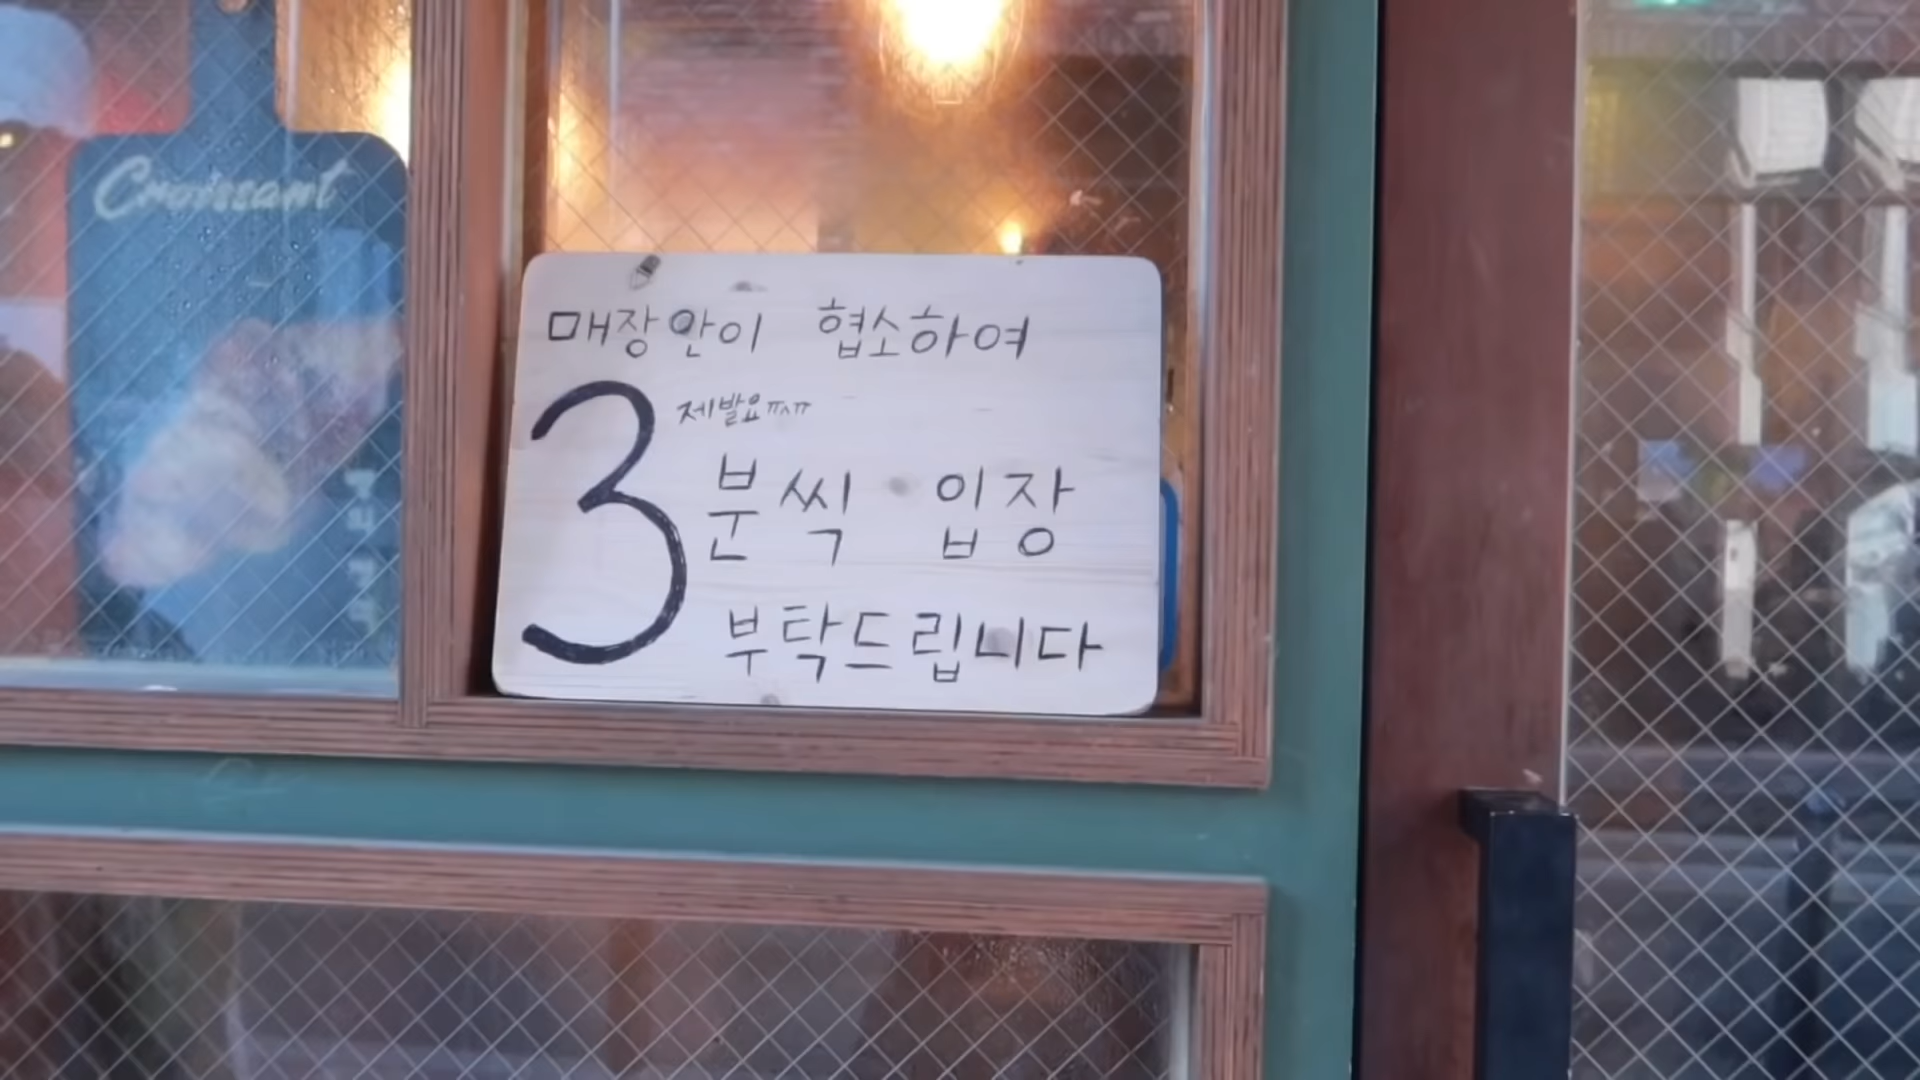 Croissant
매장안이 협소하여
제발요ㅠㅅㅠ
3분씩 입장
부탁드립니다